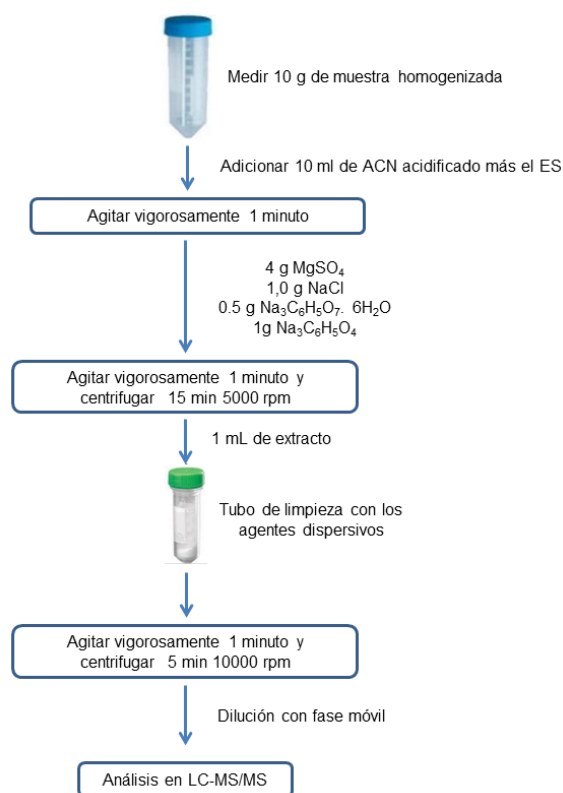 Medir 10 g de muestra homogenizada
Adicionar 10 ml de ACN acidificado más el ES
Agitar vigorosamente 1 minuto
4 g MgSO₄
1,0 g NaCl
0.5 g Na₃C₆H₅O₇. 6H₂O
1g Na₃C₆H₅O₄
Agitar vigorosamente 1 minuto y
centrifugar 15 min 5000 rpm
1 mL de extracto
Tubo de limpieza con los
agentes dispersivos
Agitar vigorosamente 1 minuto y
centrifugar 5 min 10000 rpm
Dilución con fase móvil
Análisis en LC-MS/MS